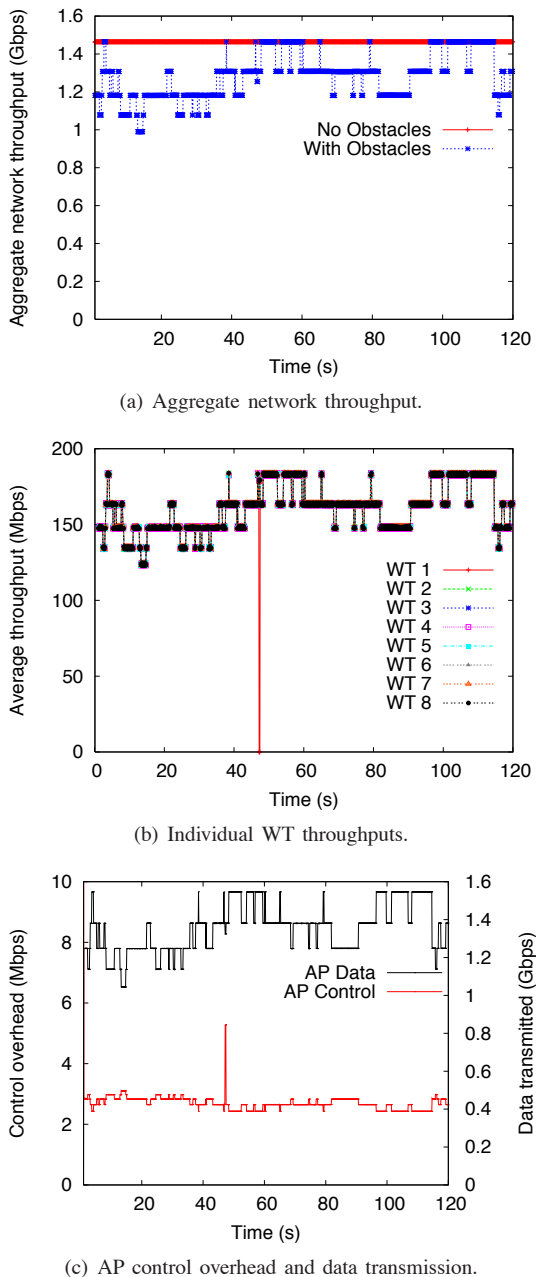 Aggregate network throughput (Gbps)
1.6
1.4
1.2
1
0.8
0.6
0.4
0.2
0
No Obstacles
With Obstacles
20 40 60 80 100 120
Time (s)
(a) Aggregate network throughput.
Average throughput (Mbps)
200
150
100
50
0
WT 1
WT 2
WT 3
WT 4
WT 5
WT 6
WT 7
WT 8
0 20 40 60 80 100 120
Time (s)
(b) Individual WT throughputs.
Control overhead (Mbps)
10
8
6
4
2
0
AP Data
AP Control
1.6
1.4
1.2
1
0.8
0.6
0.4
0.2
0
Data transmitted (Gbps)
20 40 60 80 100 120
Time (s)
(c) AP control overhead and data transmission.